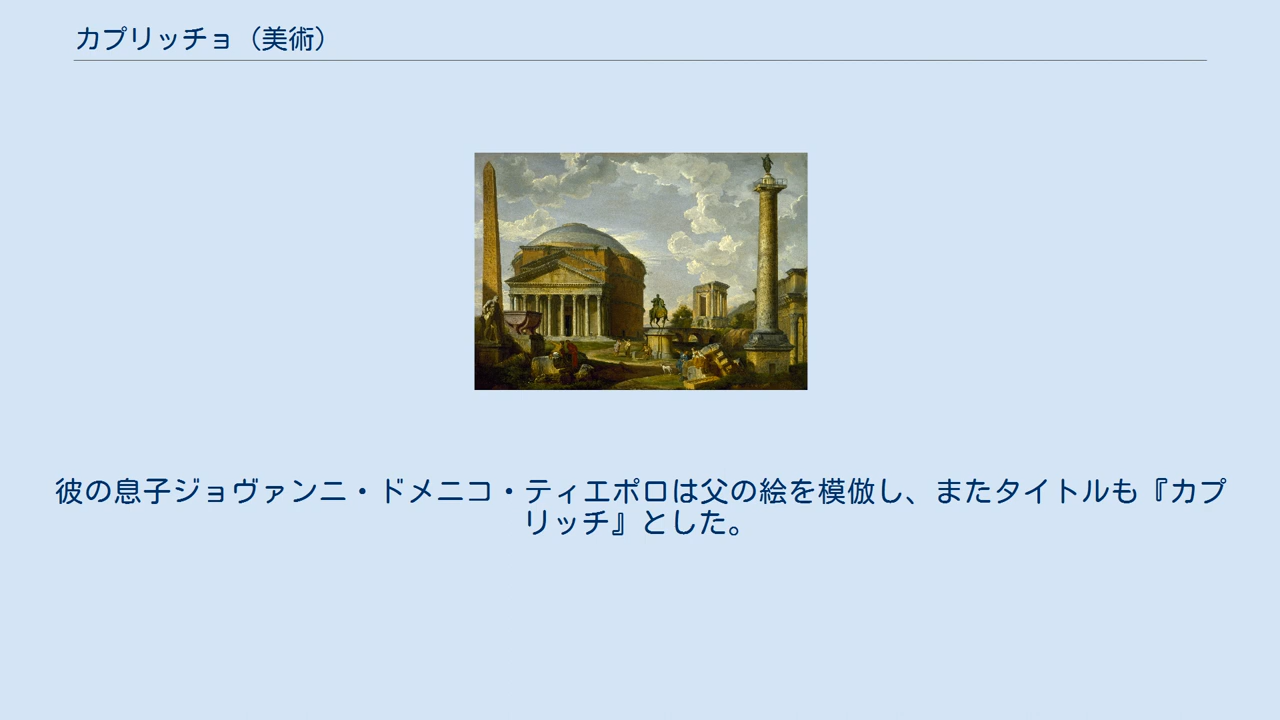 カプリッチョ（美術）
彼の息子ジョヴァンニ・ドメニコ・ティエポロは父の絵を模倣し、またタイトルも『カプ
リッチ』とした。